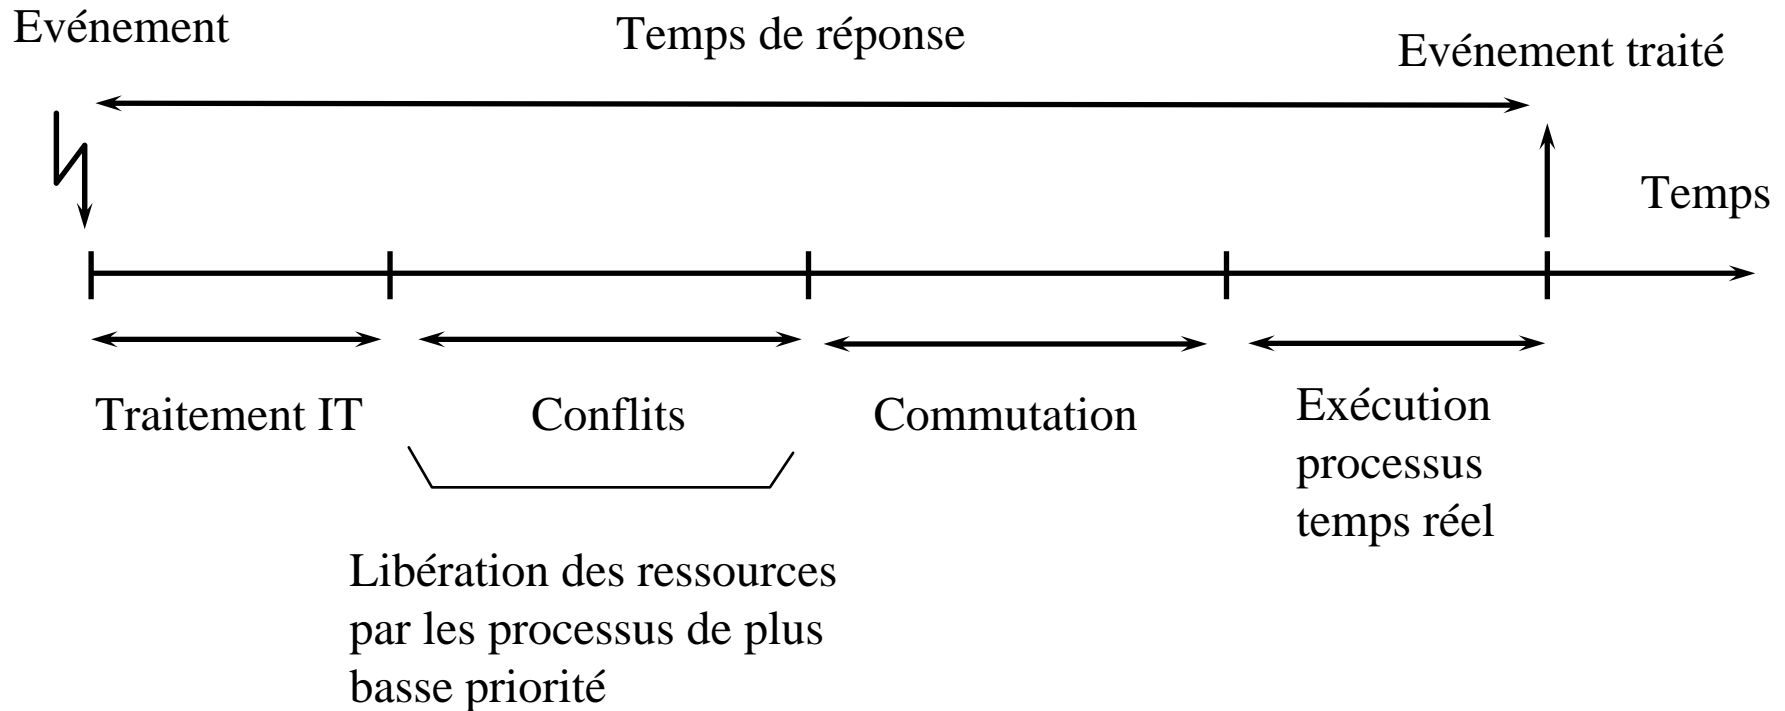 Evénement
Temps de réponse
Evénement traité
Temps
Traitement IT
Conflits
Commutation
Exécution
processus
temps réel
Libération des ressources
par les processus de plus
basse priorité